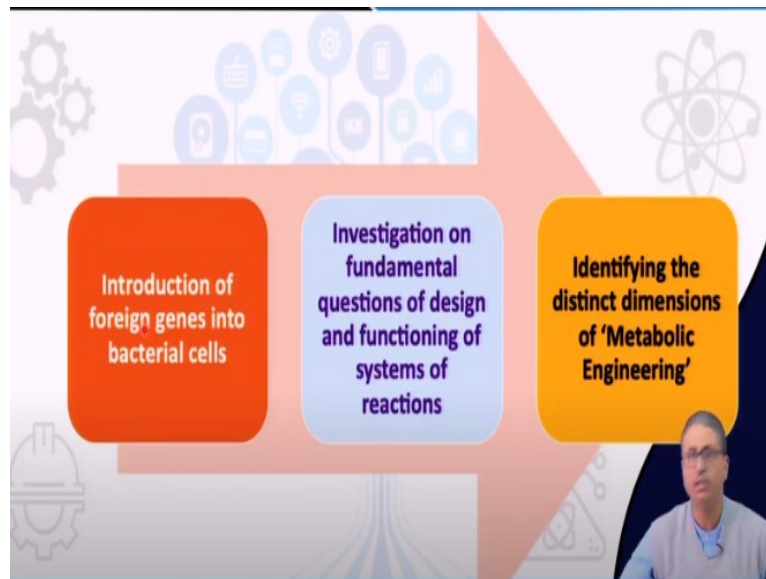 Introduction of
foreign genes into
bacterial cells
Investigation on
fundamental
questions of design
and functioning of
systems of
reactions
Identifying the
distinct dimensions
of ‘Metabolic
Engineering’